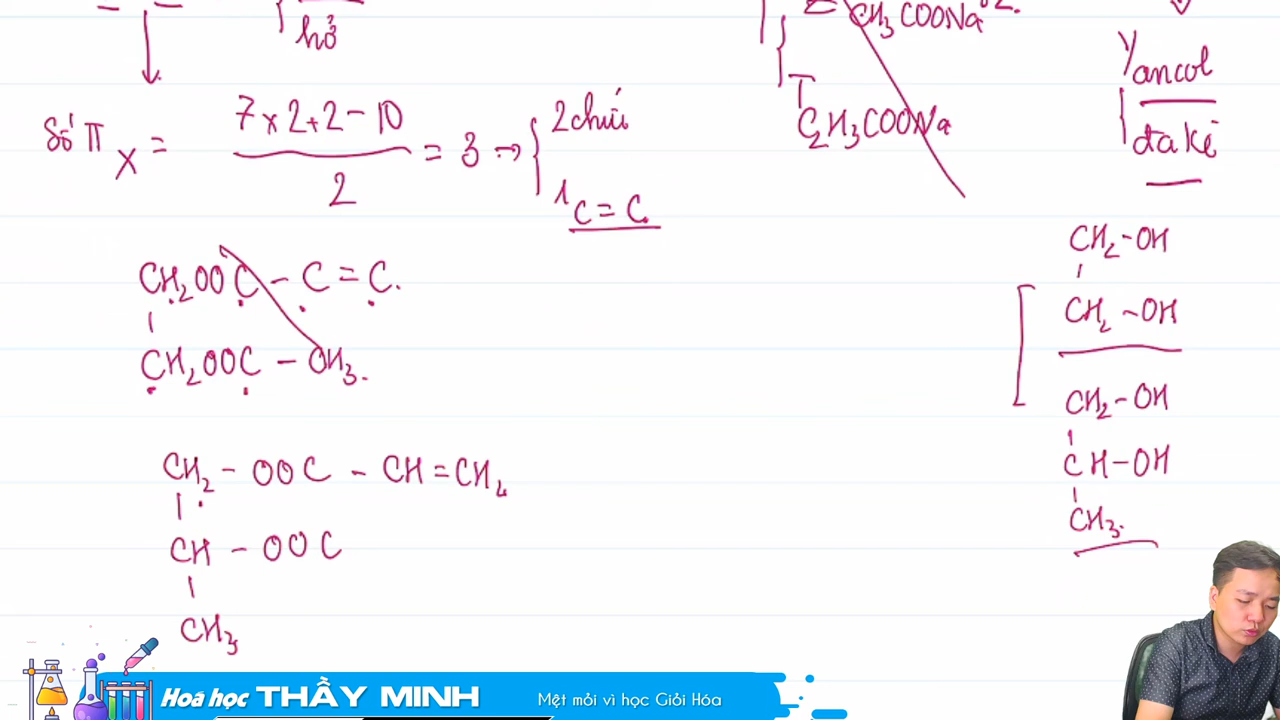 hở
CH3COONa
T
C2H3COONa
Y ancol
đa kề
Số π X = (7 x 2 + 2 - 10) / 2 = 3 → 2 chức
1 C = C
CH2OOC - C = C.
CH2OOC - CH3.
CH2 - OOC - CH = CH2
CH - OOC
CH3
CH2 - OH
CH2 - OH
CH2 - OH
CH - OH
CH3.
Hoá học THẦY MINH
Mệt mỏi vì học Giỏi Hóa